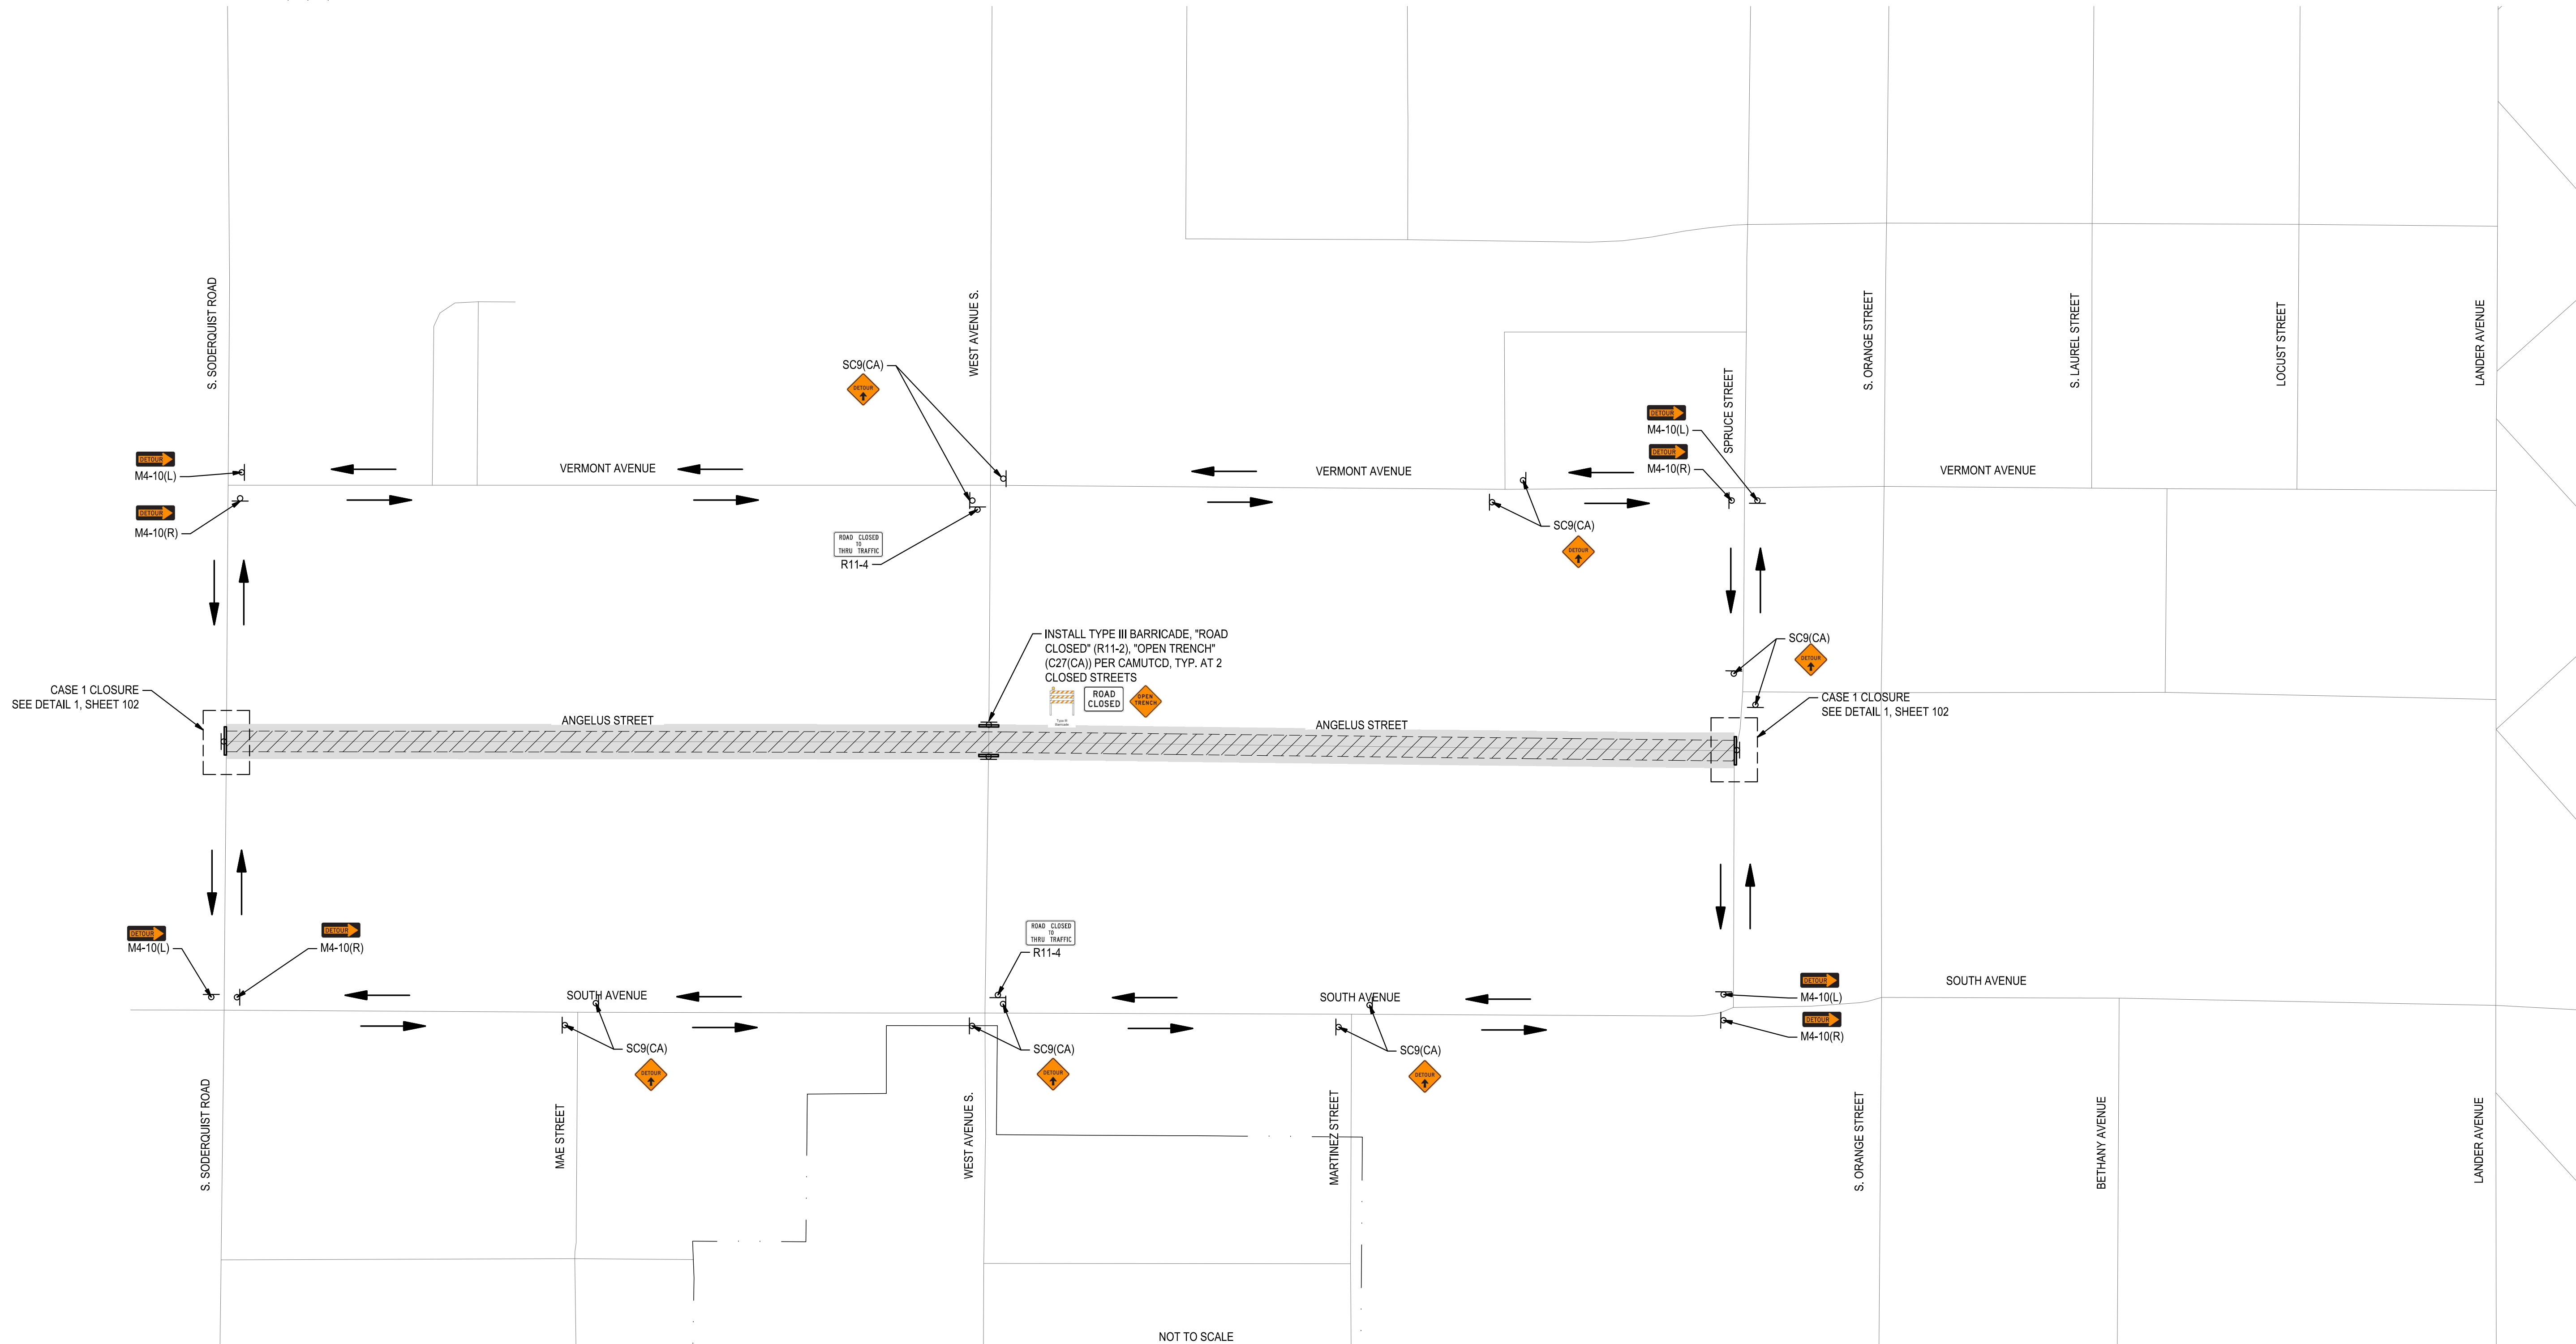 S. SODERQUIST ROAD
WEST AVENUE S.
SPRUCE STREET
S. ORANGE STREET
S. LAUREL STREET
LOCUST STREET
LANDER AVENUE
SC9(CA)
DETOUR
DETOUR
M4-10(L)
DETOUR
M4-10(R)
DETOUR
M4-10(L)
DETOUR
M4-10(R)
VERMONT AVENUE
VERMONT AVENUE
VERMONT AVENUE
ROAD CLOSED
TO
THRU TRAFFIC
R11-4
SC9(CA)
DETOUR
INSTALL TYPE III BARRICADE, "ROAD
CLOSED" (R11-2), "OPEN TRENCH"
(C27(CA)) PER CAMUTCD, TYP. AT 2
CLOSED STREETS
Type III
Barricade
ROAD
CLOSED
OPEN
TRENCH
SC9(CA)
DETOUR
CASE 1 CLOSURE
SEE DETAIL 1, SHEET 102
ANGELUS STREET
ANGELUS STREET
CASE 1 CLOSURE
SEE DETAIL 1, SHEET 102
DETOUR
M4-10(L)
DETOUR
M4-10(R)
ROAD CLOSED
TO
THRU TRAFFIC
R11-4
SOUTH AVENUE
SOUTH AVENUE
SOUTH AVENUE
DETOUR
M4-10(L)
DETOUR
M4-10(R)
SC9(CA)
DETOUR
SC9(CA)
DETOUR
SC9(CA)
DETOUR
S. SODERQUIST ROAD
MAE STREET
WEST AVENUE S.
MARTINEZ STREET
S. ORANGE STREET
BETHANY AVENUE
LANDER AVENUE
NOT TO SCALE